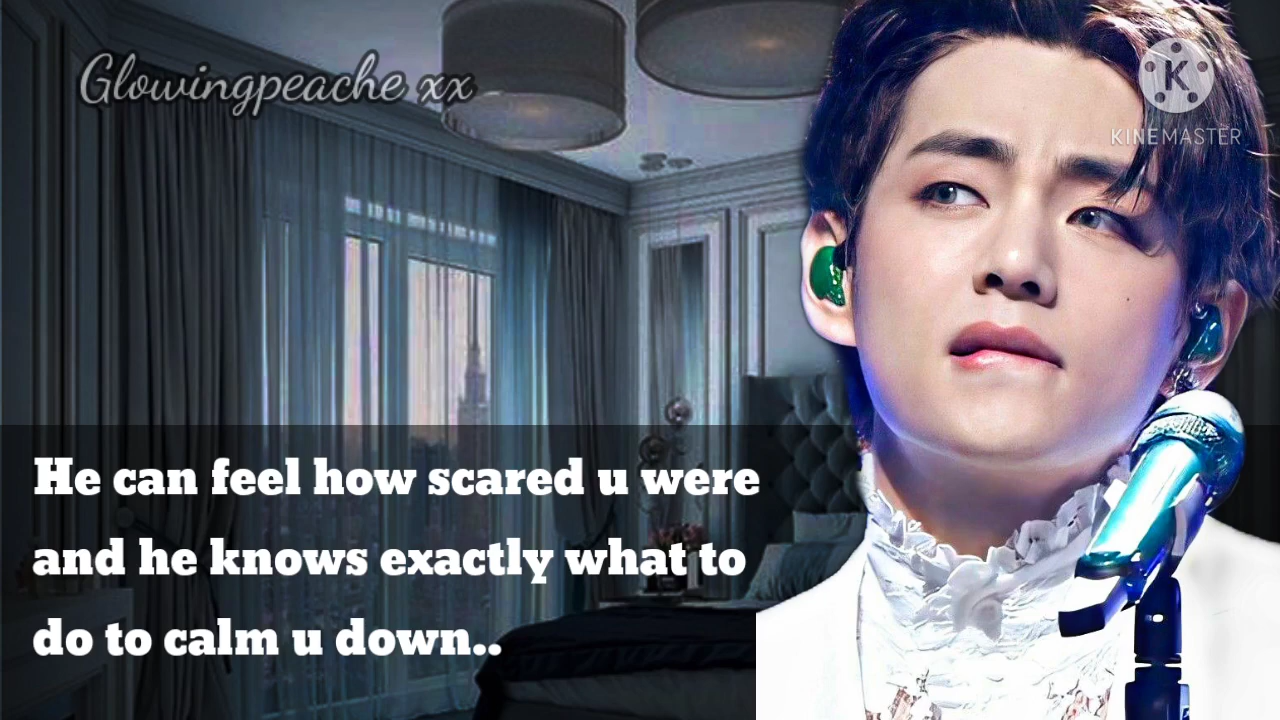 Glowingpeache xx
K
KINEMASTER
He can feel how scared u were
and he knows exactly what to
do to calm u down..